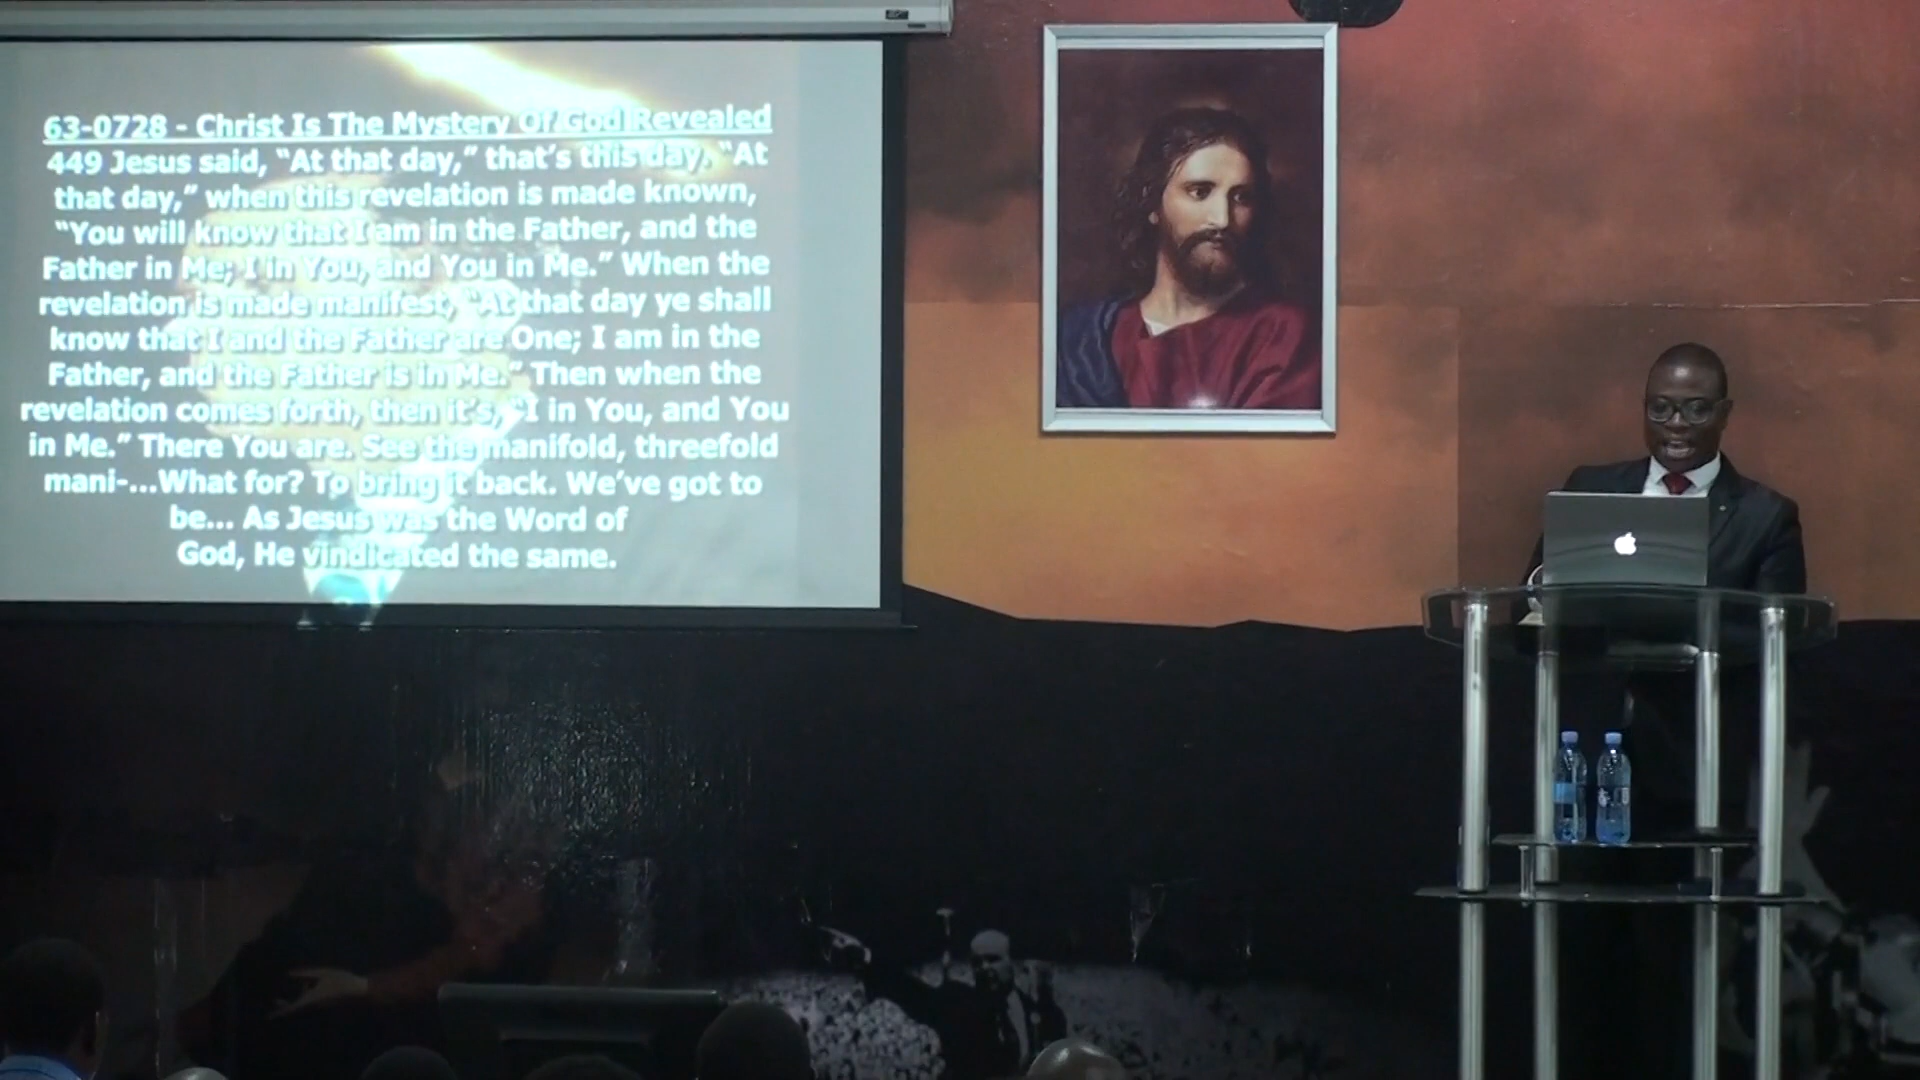 63-0728 - Christ Is The Mystery Of God Revealed
449 Jesus said, “At that day,” that’s this day. “At
that day,” when this revelation is made known,
“You will know that I am in the Father, and the
Father in Me; I in You, and You in Me.” When the
revelation is made manifest, “At that day ye shall
know that I and the Father are One; I am in the
Father, and the Father is in Me.” Then when the
revelation comes forth, then it’s, “I in You, and You
in Me.” There You are. See the manifold, threefold
mani-...What for? To bring it back. We’ve got to
be... As Jesus was the Word of
God, He vindicated the same.